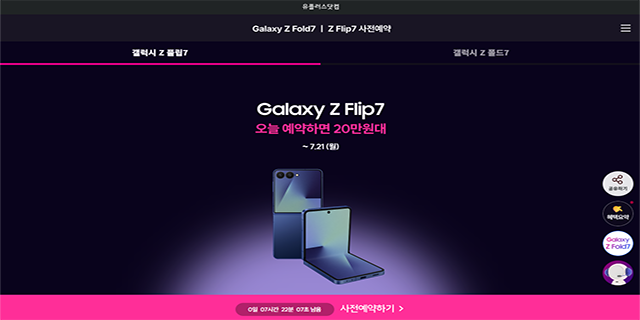 유플러스닷컴
Galaxy Z Fold7 | Z Flip7 사전예약
갤럭시 Z 플립7
갤럭시 Z 폴드7
Galaxy Z Flip7
오늘 예약하면 20만원대
~ 7.21 (월)
공유하기
혜택요약
Galaxy
Z Fold7
0일 07시간 22분 07초 남음
사전예약하기 >